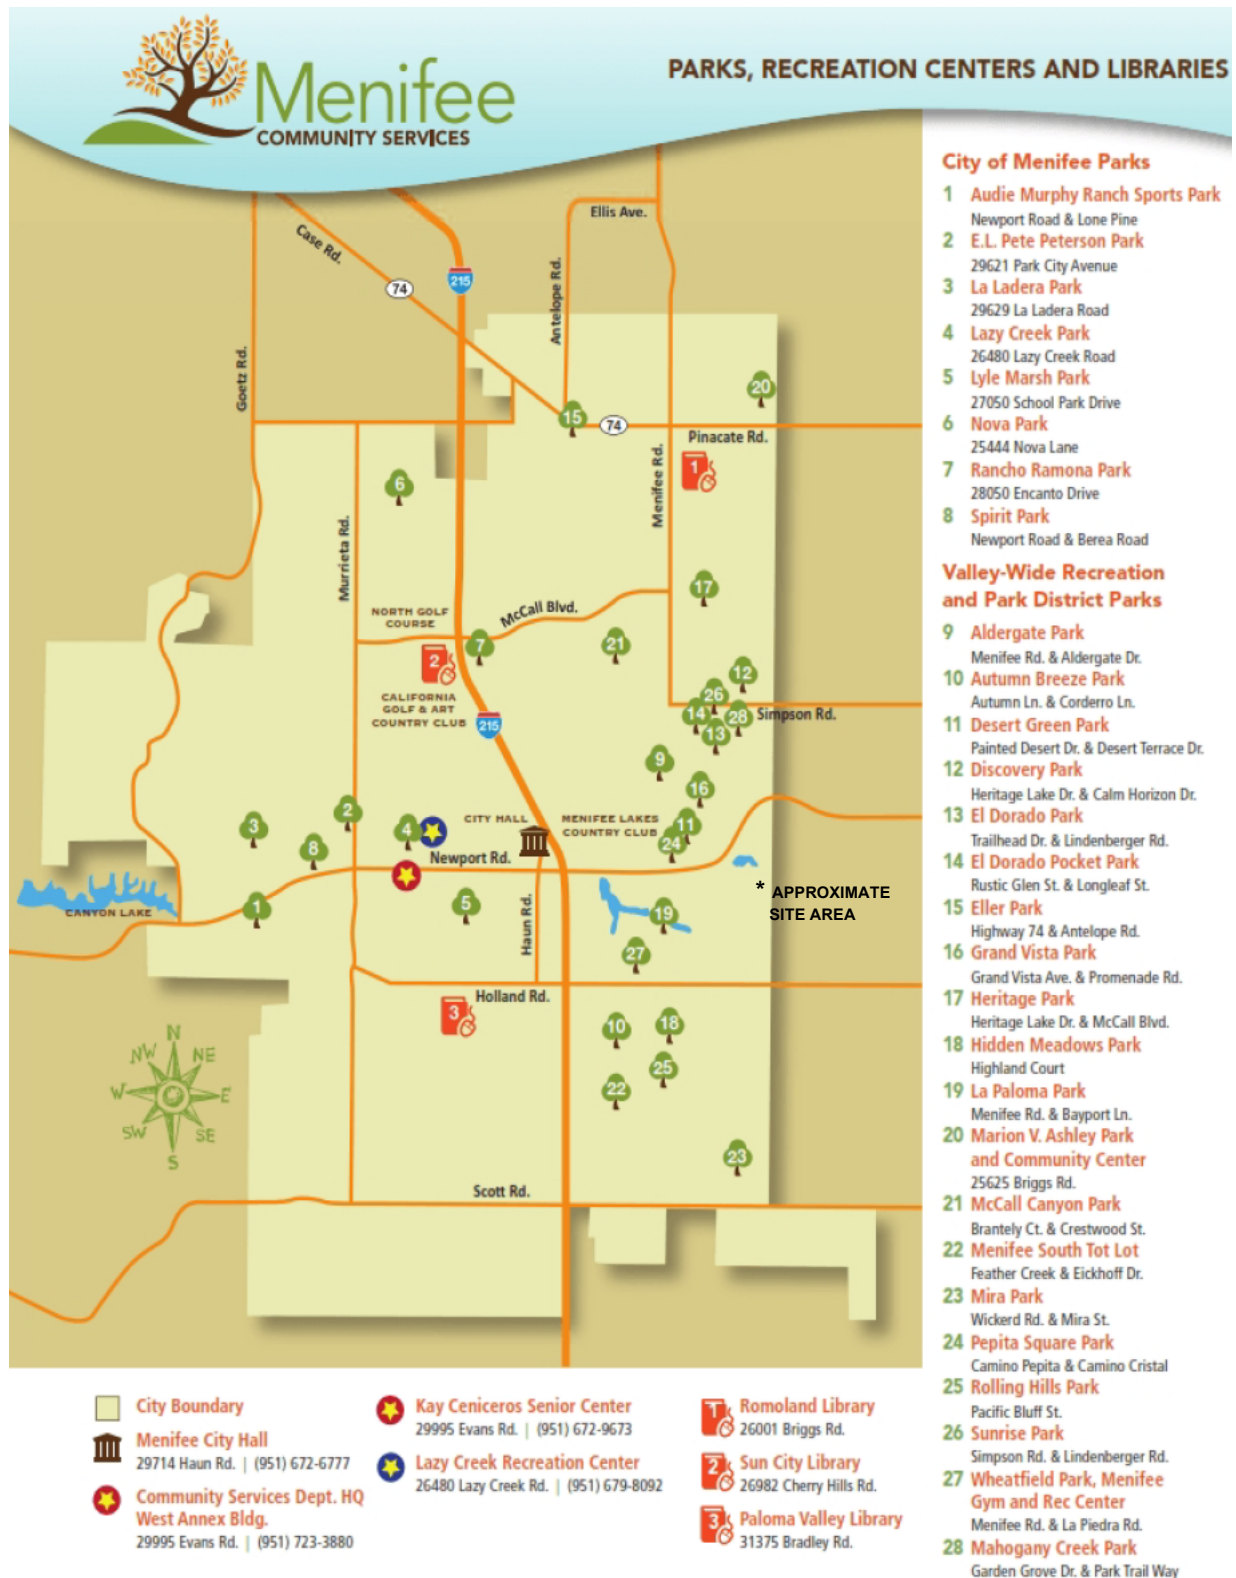 Menifee
COMMUNITY SERVICES
PARKS, RECREATION CENTERS AND LIBRARIES
Ellis Ave.
Case Rd.
74
215
Antelope Rd.
Goetz Rd.
20
15
74
Pinacate Rd.
Menifee Rd.
1
6
Murrieta Rd.
17
NORTH GOLF
COURSE
McCall Blvd.
7
21
2
12
CALIFORNIA
GOLF & ART
COUNTRY CLUB
215
26
14
28
Simpson Rd.
13
9
16
2
3
4
CITY HALL
MENIFEE LAKES
COUNTRY CLUB
11
24
8
Newport Rd.
* APPROXIMATE
SITE AREA
CANYON LAKE
1
5
Haun Rd.
19
27
Holland Rd.
3
10
18
25
22
N
NE
E
SE
S
SW
W
NW
23
Scott Rd.
City of Menifee Parks
1 Audie Murphy Ranch Sports Park
Newport Road & Lone Pine
2 E.L. Pete Peterson Park
29621 Park City Avenue
3 La Ladera Park
29629 La Ladera Road
4 Lazy Creek Park
26480 Lazy Creek Road
5 Lyle Marsh Park
27050 School Park Drive
6 Nova Park
25444 Nova Lane
7 Rancho Ramona Park
28050 Encanto Drive
8 Spirit Park
Newport Road & Berea Road
Valley-Wide Recreation
and Park District Parks
9 Aldergate Park
Menifee Rd. & Aldergate Dr.
10 Autumn Breeze Park
Autumn Ln. & Corderro Ln.
11 Desert Green Park
Painted Desert Dr. & Desert Terrace Dr.
12 Discovery Park
Heritage Lake Dr. & Calm Horizon Dr.
13 El Dorado Park
Trailhead Dr. & Lindenberger Rd.
14 El Dorado Pocket Park
Rustic Glen St. & Longleaf St.
15 Eller Park
Highway 74 & Antelope Rd.
16 Grand Vista Park
Grand Vista Ave. & Promenade Rd.
17 Heritage Park
Heritage Lake Dr. & McCall Blvd.
18 Hidden Meadows Park
Highland Court
19 La Paloma Park
Menifee Rd. & Bayport Ln.
20 Marion V. Ashley Park
and Community Center
25625 Briggs Rd.
21 McCall Canyon Park
Brantely Ct. & Crestwood St.
22 Menifee South Tot Lot
Feather Creek & Eickhoff Dr.
23 Mira Park
Wickerd Rd. & Mira St.
24 Pepita Square Park
Camino Pepita & Camino Cristal
25 Rolling Hills Park
Pacific Bluff St.
26 Sunrise Park
Simpson Rd. & Lindenberger Rd.
27 Wheatfield Park, Menifee
Gym and Rec Center
Menifee Rd. & La Piedra Rd.
28 Mahogany Creek Park
Garden Grove Dr. & Park Trail Way
City Boundary
Menifee City Hall
29714 Haun Rd. | (951) 672-6777
Community Services Dept. HQ
West Annex Bldg.
29995 Evans Rd. | (951) 723-3880
Kay Ceniceros Senior Center
29995 Evans Rd. | (951) 672-9673
Lazy Creek Recreation Center
26480 Lazy Creek Rd. | (951) 679-8092
1 Romoland Library
26001 Briggs Rd.
2 Sun City Library
26982 Cherry Hills Rd.
3 Paloma Valley Library
31375 Bradley Rd.